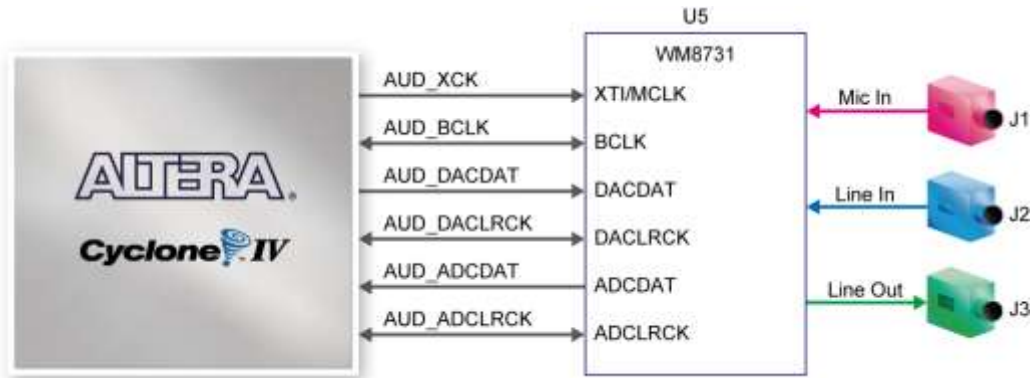 U5
WM8731
AUD_XCK
XTI/MCLK
Mic In
J1
AUD_BCLK
BCLK
ALTERA®
AUD_DACDAT
DACDAT
Line In
J2
Cyclone™ IV
AUD_DACLRCK
DACLRCK
AUD_ADCDAT
ADCDAT
Line Out
J3
AUD_ADCLRCK
ADCLRCK